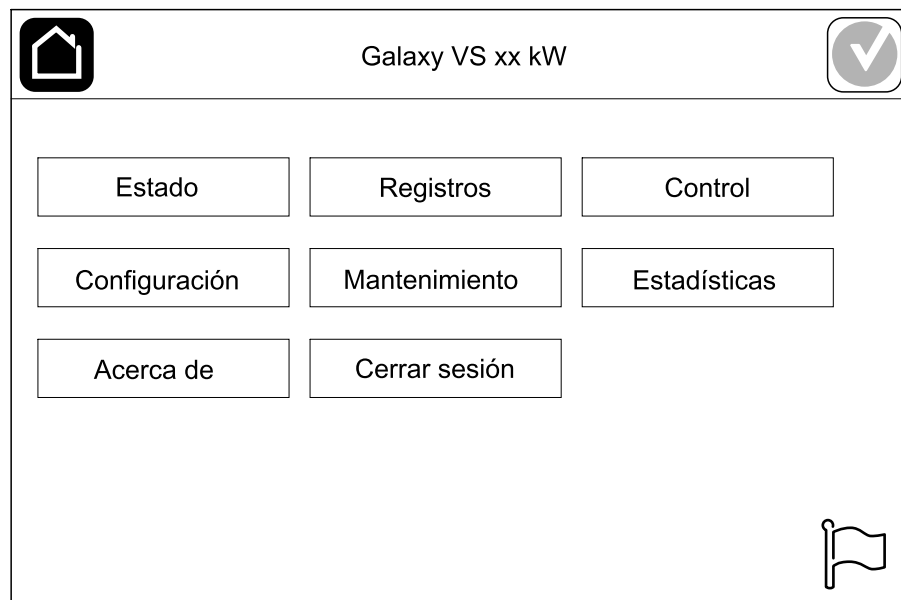 Galaxy VS xx kW
Estado
Registros
Control
Configuración
Mantenimiento
Estadísticas
Acerca de
Cerrar sesión